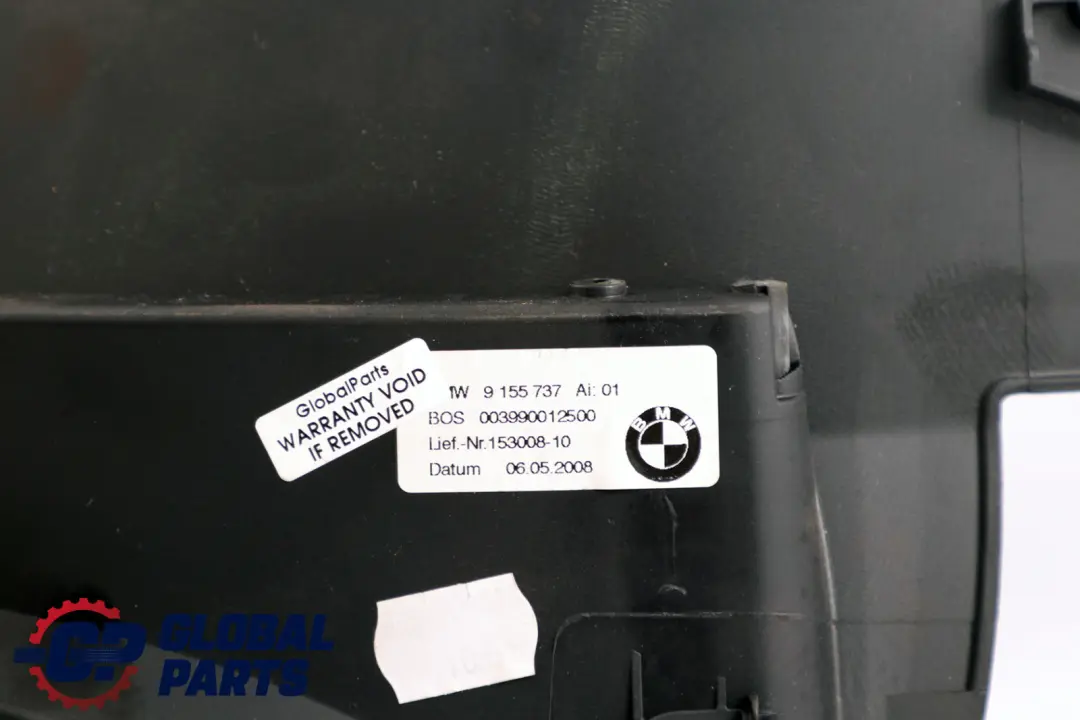 GlobalParts
WARRANTY VOID
IF REMOVED
9 155 737 Ai: 01
BOS 003990012500
Lief.-Nr.153008-10
Datum 06.05.2008
BMW
GP GLOBAL
PARTS